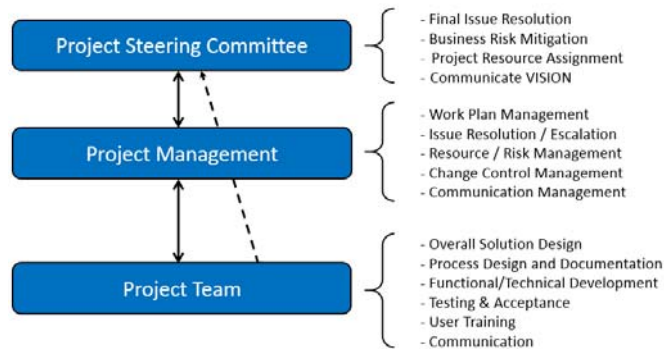 Project Steering Committee
- Final Issue Resolution
- Business Risk Mitigation
- Project Resource Assignment
- Communicate VISION
Project Management
- Work Plan Management
- Issue Resolution / Escalation
- Resource / Risk Management
- Change Control Management
- Communication Management
Project Team
- Overall Solution Design
- Process Design and Documentation
- Functional/Technical Development
- Testing & Acceptance
- User Training
- Communication